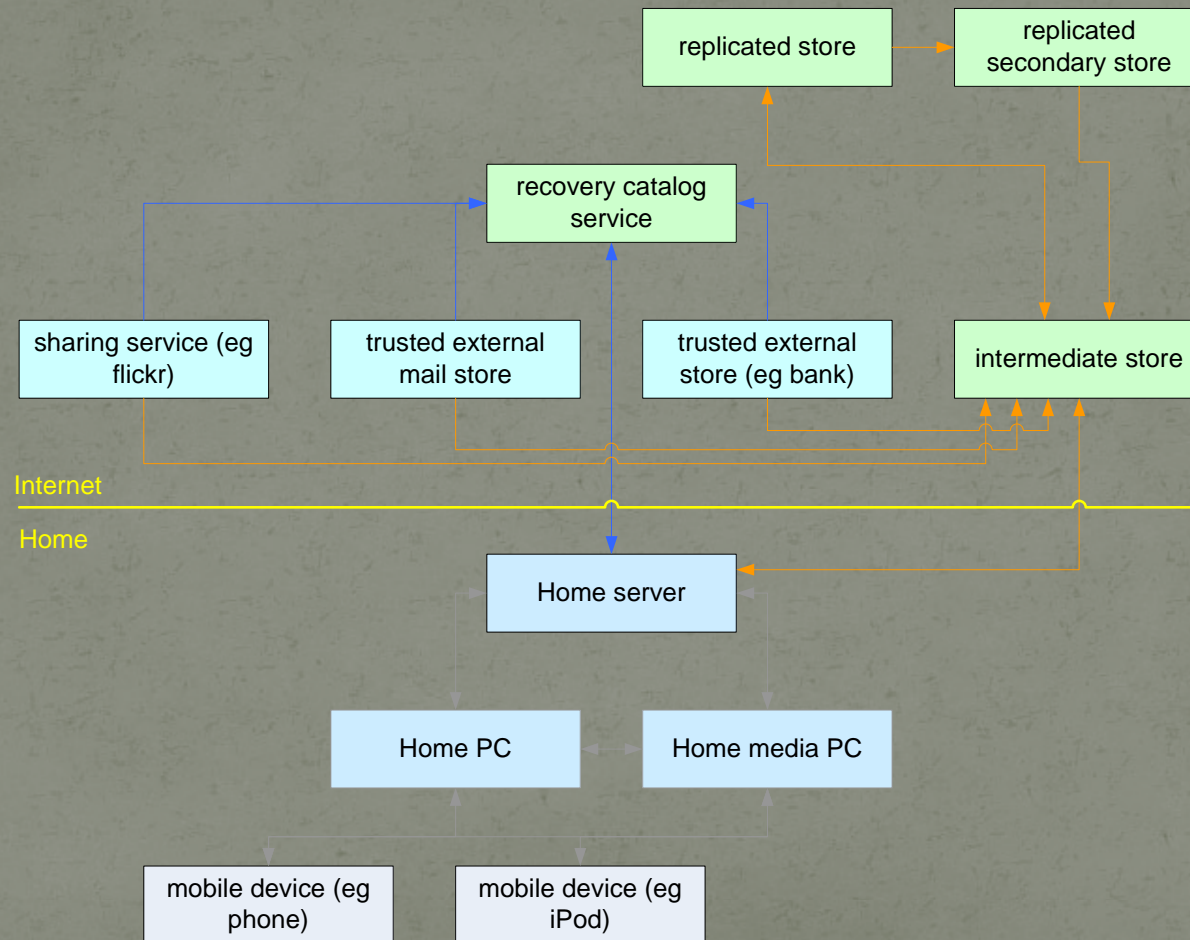 replicated store
replicated
secondary store
recovery catalog
service
sharing service (eg
flickr)
trusted external
mail store
trusted external
store (eg bank)
intermediate store
Internet
Home
Home server
Home PC
Home media PC
mobile device (eg
phone)
mobile device (eg
iPod)